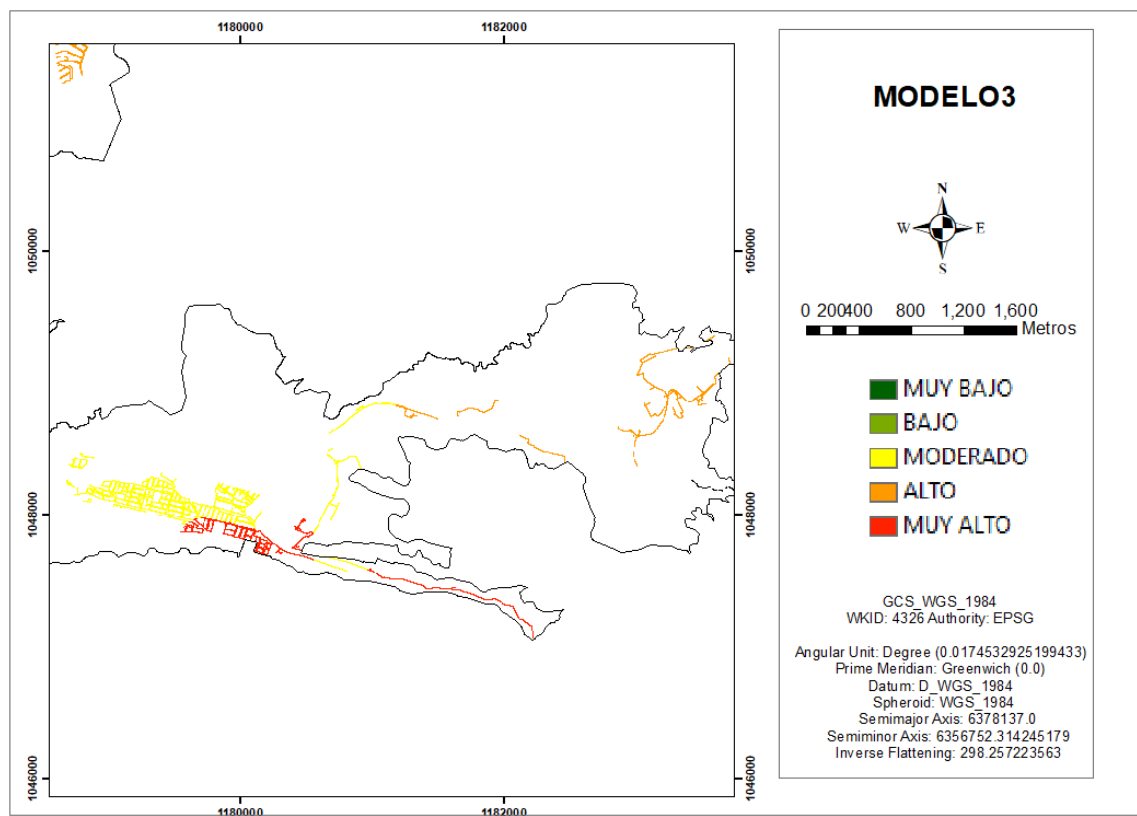 1180000
1182000
MODELO3
N
W E
S
1050000
1050000
0 200400 800 1,200 1,600
Metros
MUY BAJO
BAJO
MODERADO
ALTO
MUY ALTO
1048000
1048000
GCS_WGS_1984
WKID: 4326 Authority: EPSG
Angular Unit: Degree (0.0174532925199433)
Prime Meridian: Greenwich (0.0)
Datum: D_WGS_1984
Spheroid: WGS_1984
Semimajor Axis: 6378137.0
Semiminor Axis: 6356752.314245179
Inverse Flattening: 298.257223563
1046000
1046000
1180000
1182000